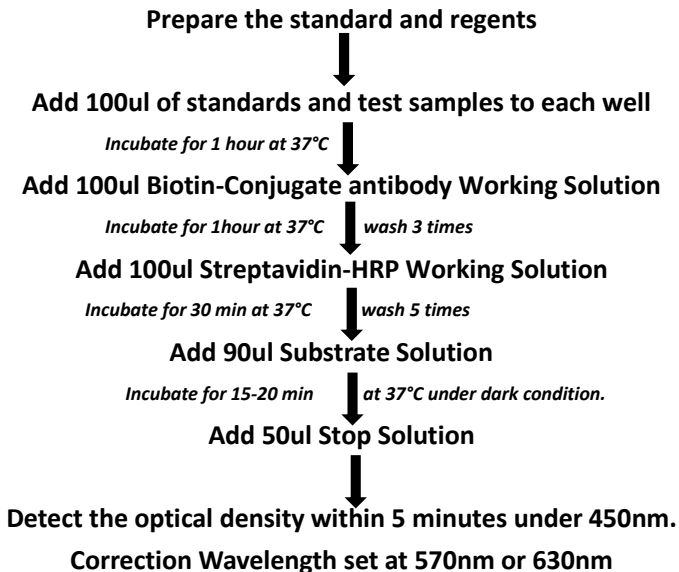 Prepare the standard and regents
Add 100ul of standards and test samples to each well
Incubate for 1 hour at 37°C
Add 100ul Biotin-Conjugate antibody Working Solution
Incubate for 1hour at 37°C wash 3 times
Add 100ul Streptavidin-HRP Working Solution
Incubate for 30 min at 37°C wash 5 times
Add 90ul Substrate Solution
Incubate for 15-20 min at 37°C under dark condition.
Add 50ul Stop Solution
Detect the optical density within 5 minutes under 450nm.
Correction Wavelength set at 570nm or 630nm